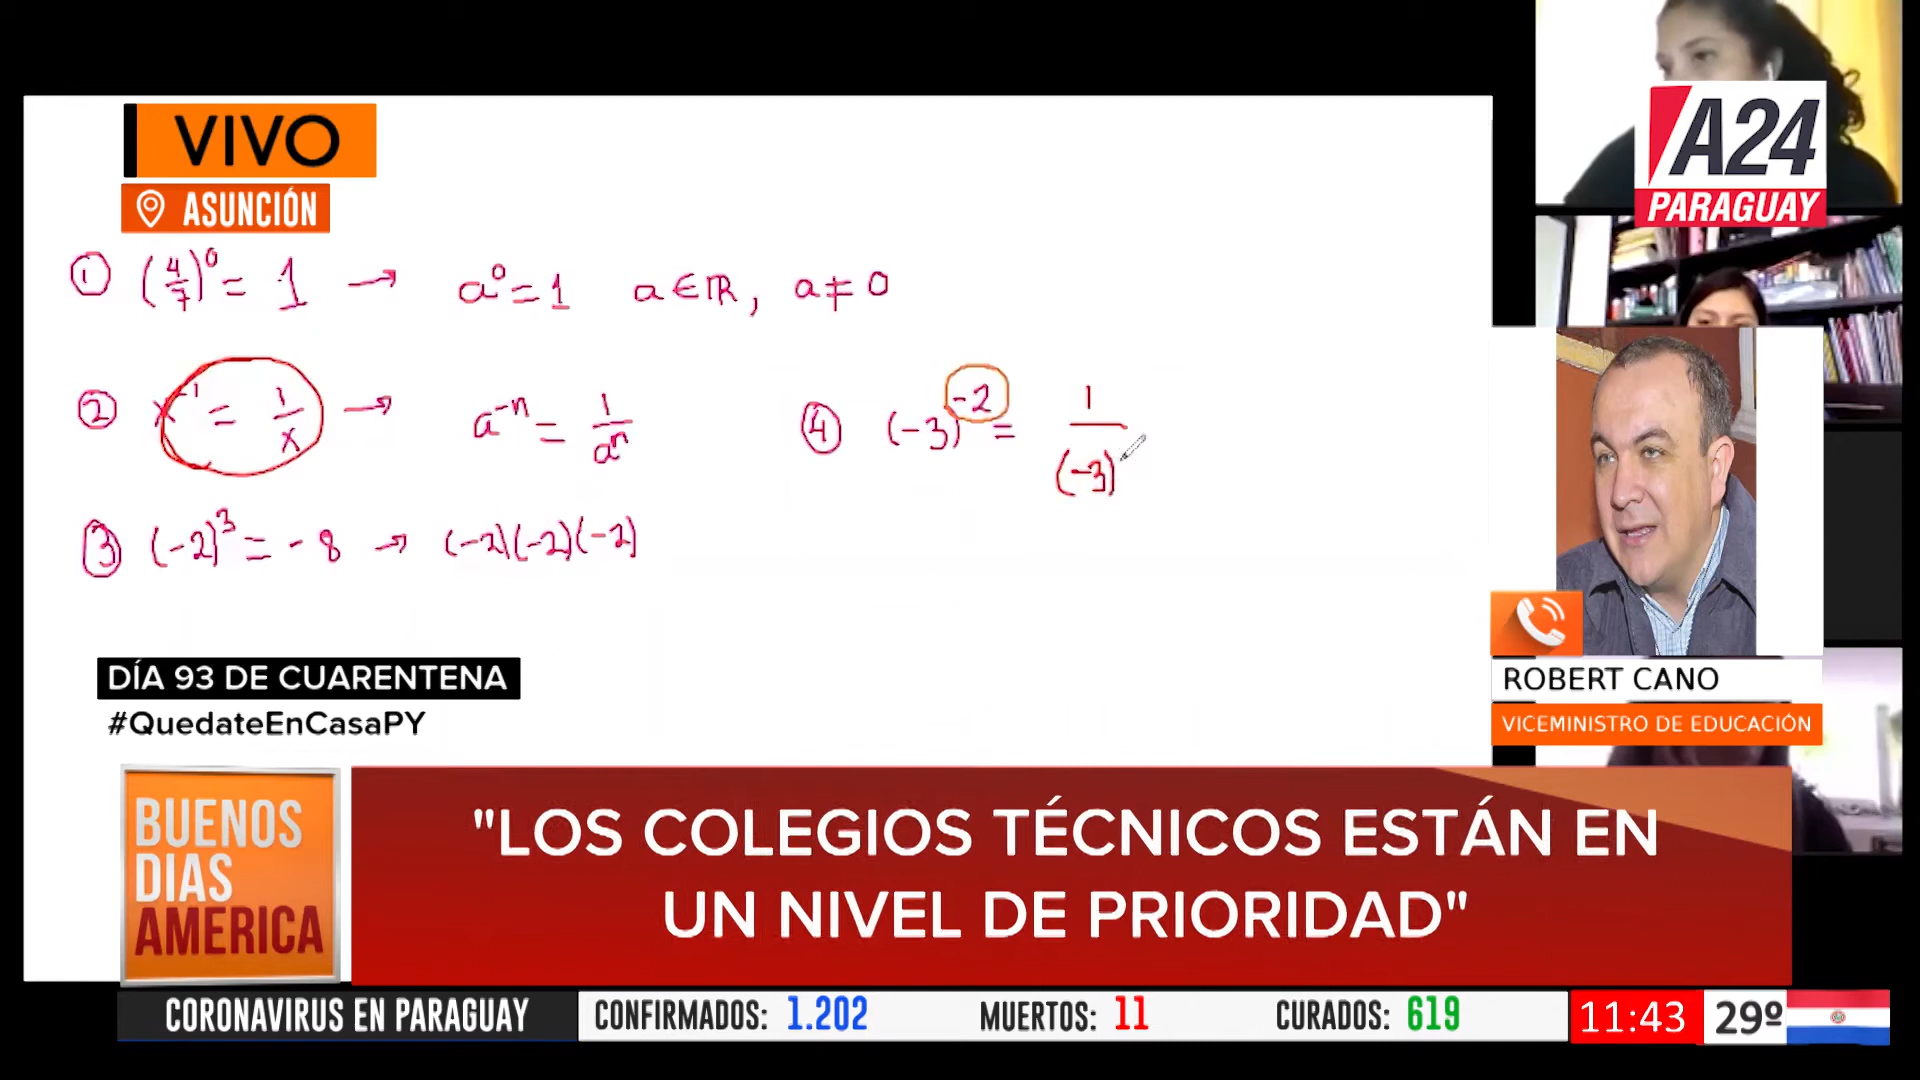 VIVO
ASUNCIÓN
A24
PARAGUAY
① (4/7)⁰ = 1 → a⁰ = 1 a ∈ ℝ, a ≠ 0
② x⁻¹ = 1/x → a⁻ⁿ = 1/aⁿ
③ (-2)³ = -8 → (-2)(-2)(-2)
④ (-3)⁻² = 1/(-3)
DÍA 93 DE CUARENTENA
#QuedateEnCasaPY
ROBERT CANO
VICEMINISTRO DE EDUCACIÓN
BUENOS
DIAS
AMERICA
"LOS COLEGIOS TÉCNICOS ESTÁN EN
UN NIVEL DE PRIORIDAD"
CORONAVIRUS EN PARAGUAY CONFIRMADOS: 1.202 MUERTOS: 11 CURADOS: 619 11:43 29º